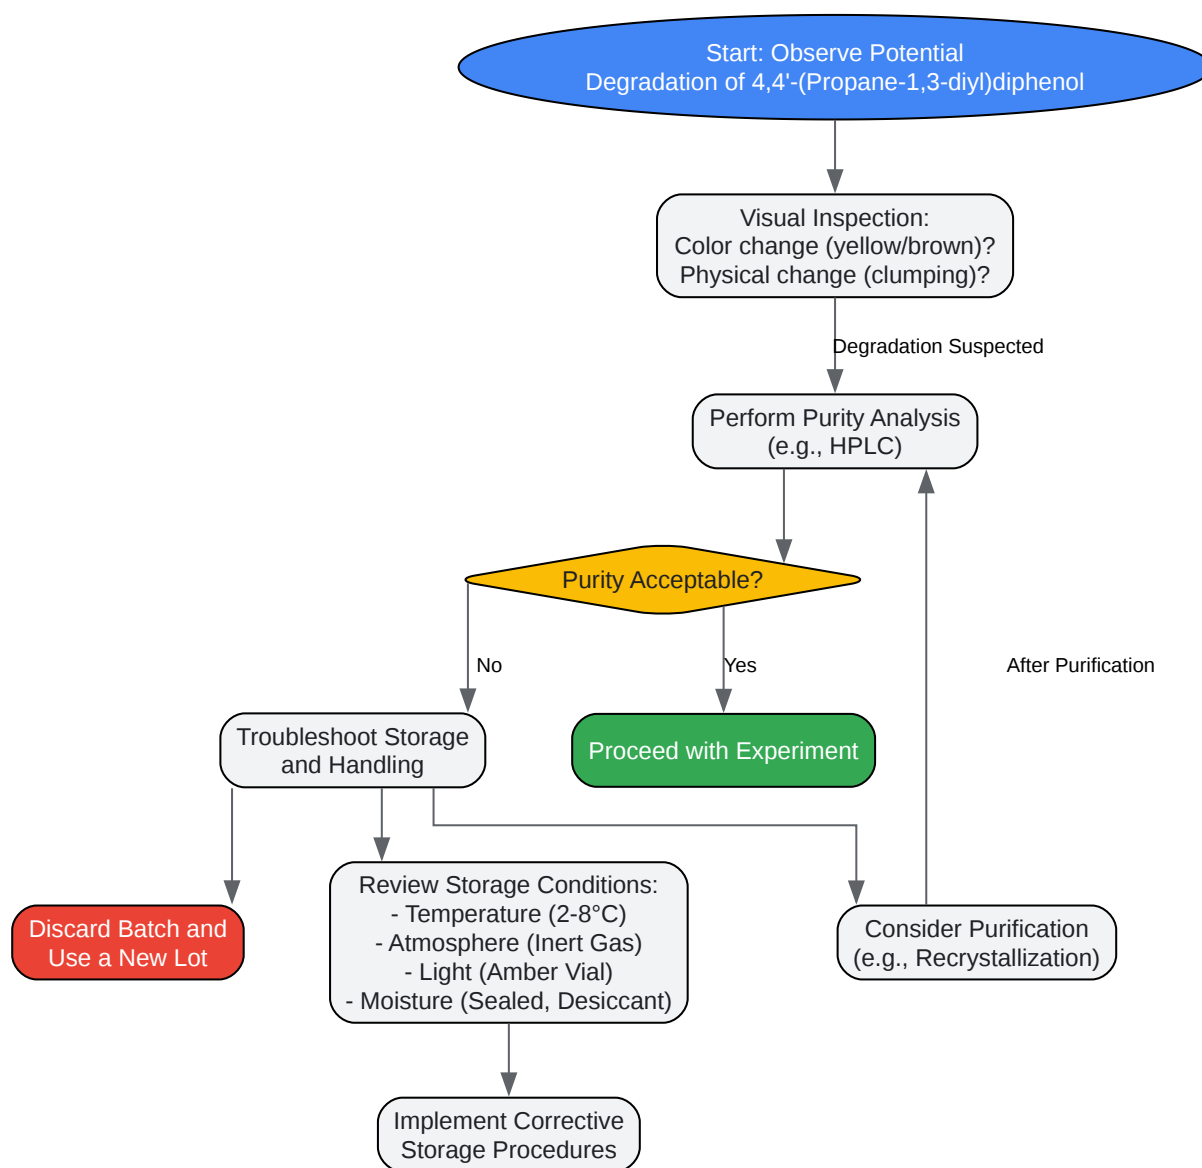 Start: Observe Potential
Degradation of 4,4'-(Propane-1,3-diyl)diphenol
Visual Inspection:
Color change (yellow/brown)?
Physical change (clumping)?
Degradation Suspected
Perform Purity Analysis
(e.g., HPLC)
Purity Acceptable?
No
Yes
After Purification
Troubleshoot Storage
and Handling
Proceed with Experiment
Discard Batch and
Use a New Lot
Review Storage Conditions:
- Temperature (2-8°C)
- Atmosphere (Inert Gas)
- Light (Amber Vial)
- Moisture (Sealed, Desiccant)
Consider Purification
(e.g., Recrystallization)
Implement Corrective
Storage Procedures